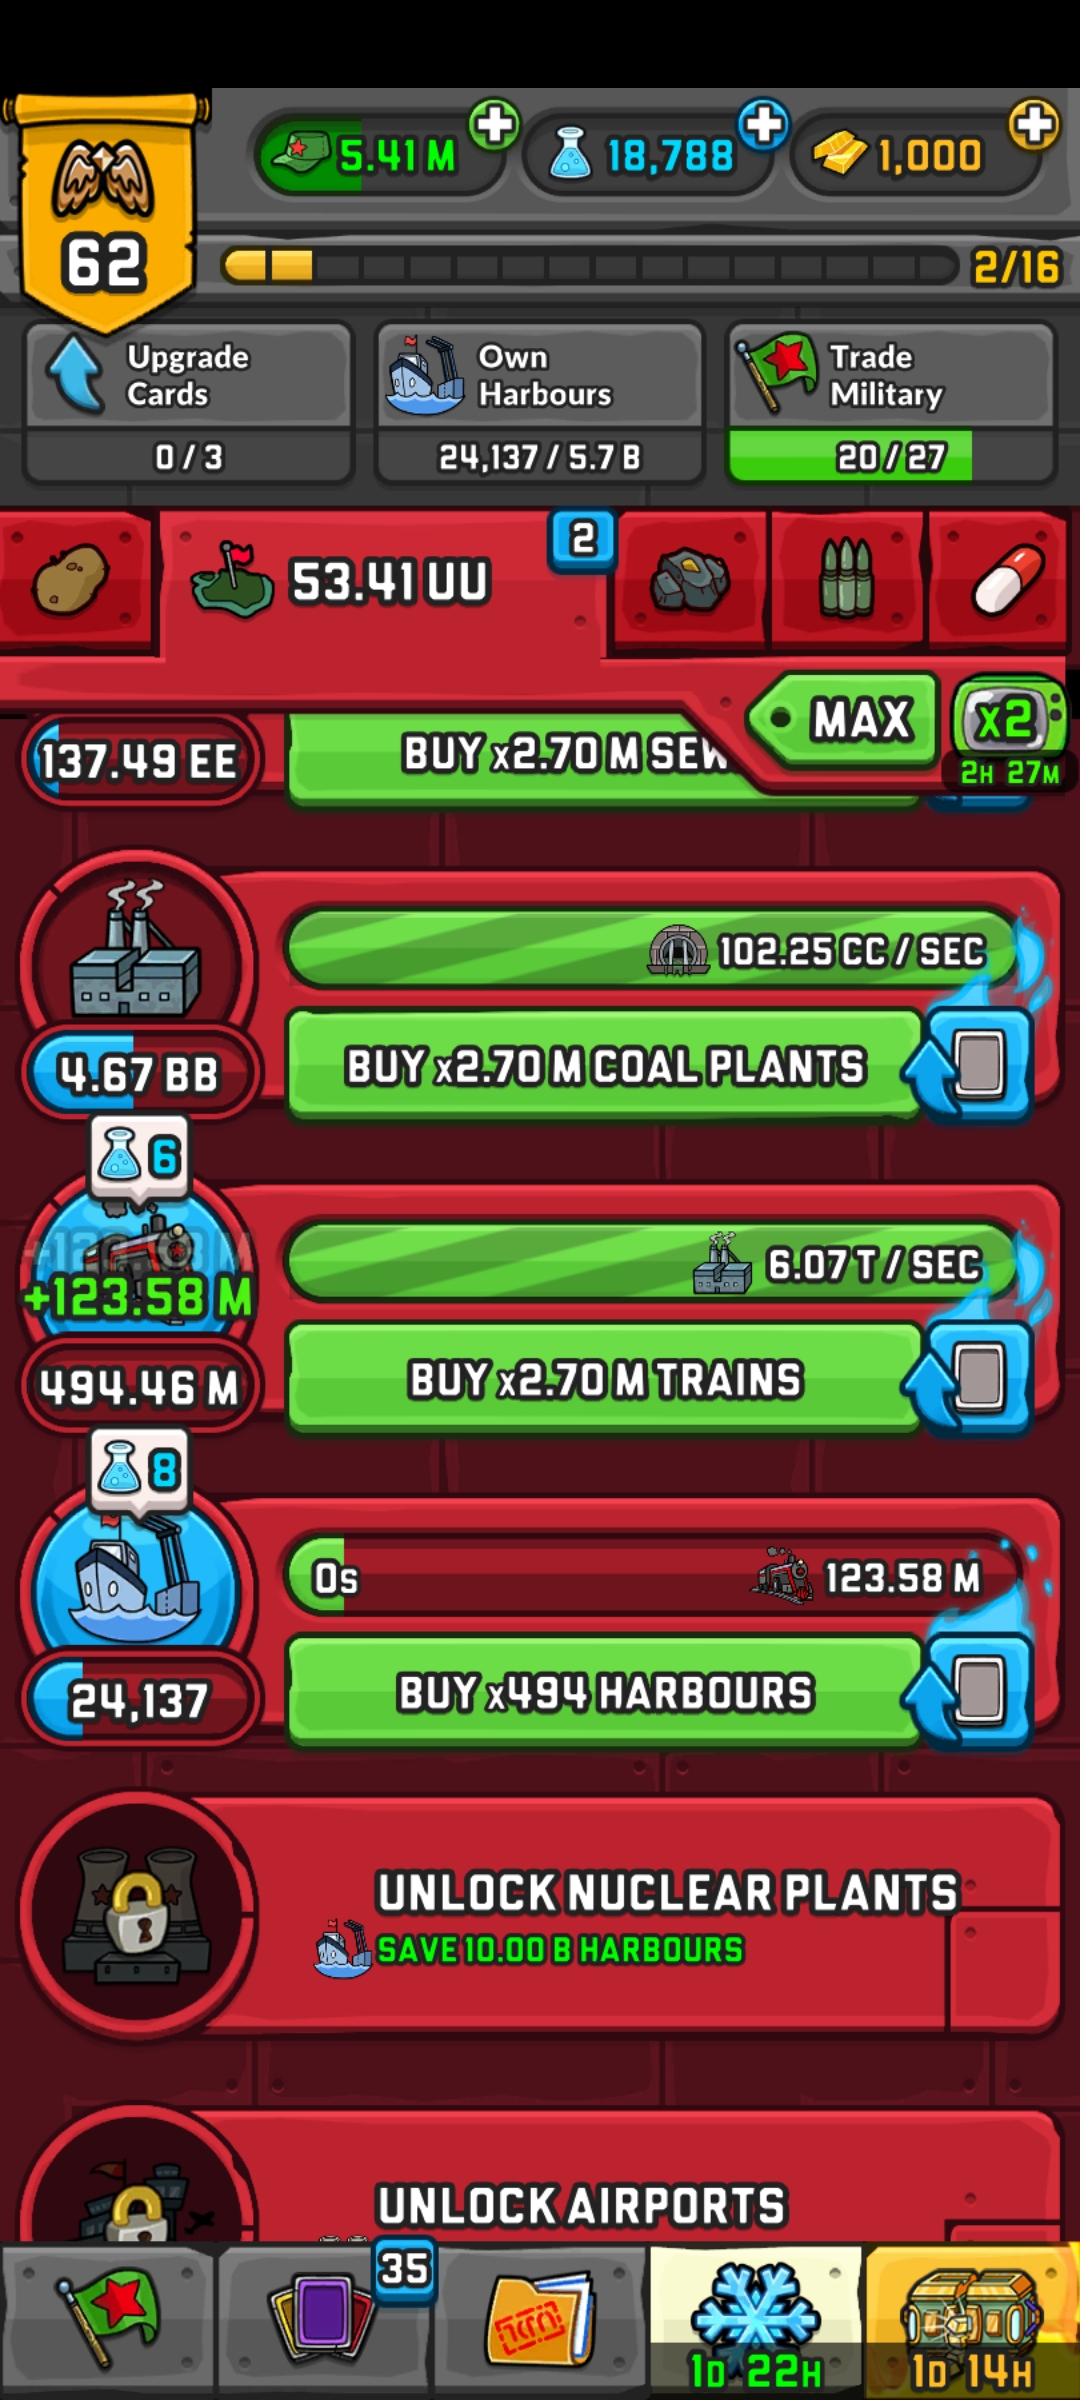 5.41 M
18,788
1,000
62
2/16
Upgrade Cards
0 / 3
Own Harbours
24,137 / 5.7 B
Trade Military
20 / 27
53.41 UU
2
MAX
x2
2H 27M
137.49 EE
BUY x2.70 M SEW
102.25 CC / SEC
4.67 BB
BUY x2.70 M COAL PLANTS
6
+123.58 M
6.07 T / SEC
494.46 M
BUY x2.70 M TRAINS
8
0s
123.58 M
24,137
BUY x494 HARBOURS
UNLOCK NUCLEAR PLANTS
SAVE 10.00 B HARBOURS
UNLOCK AIRPORTS
35
1D 22H
1D 14H